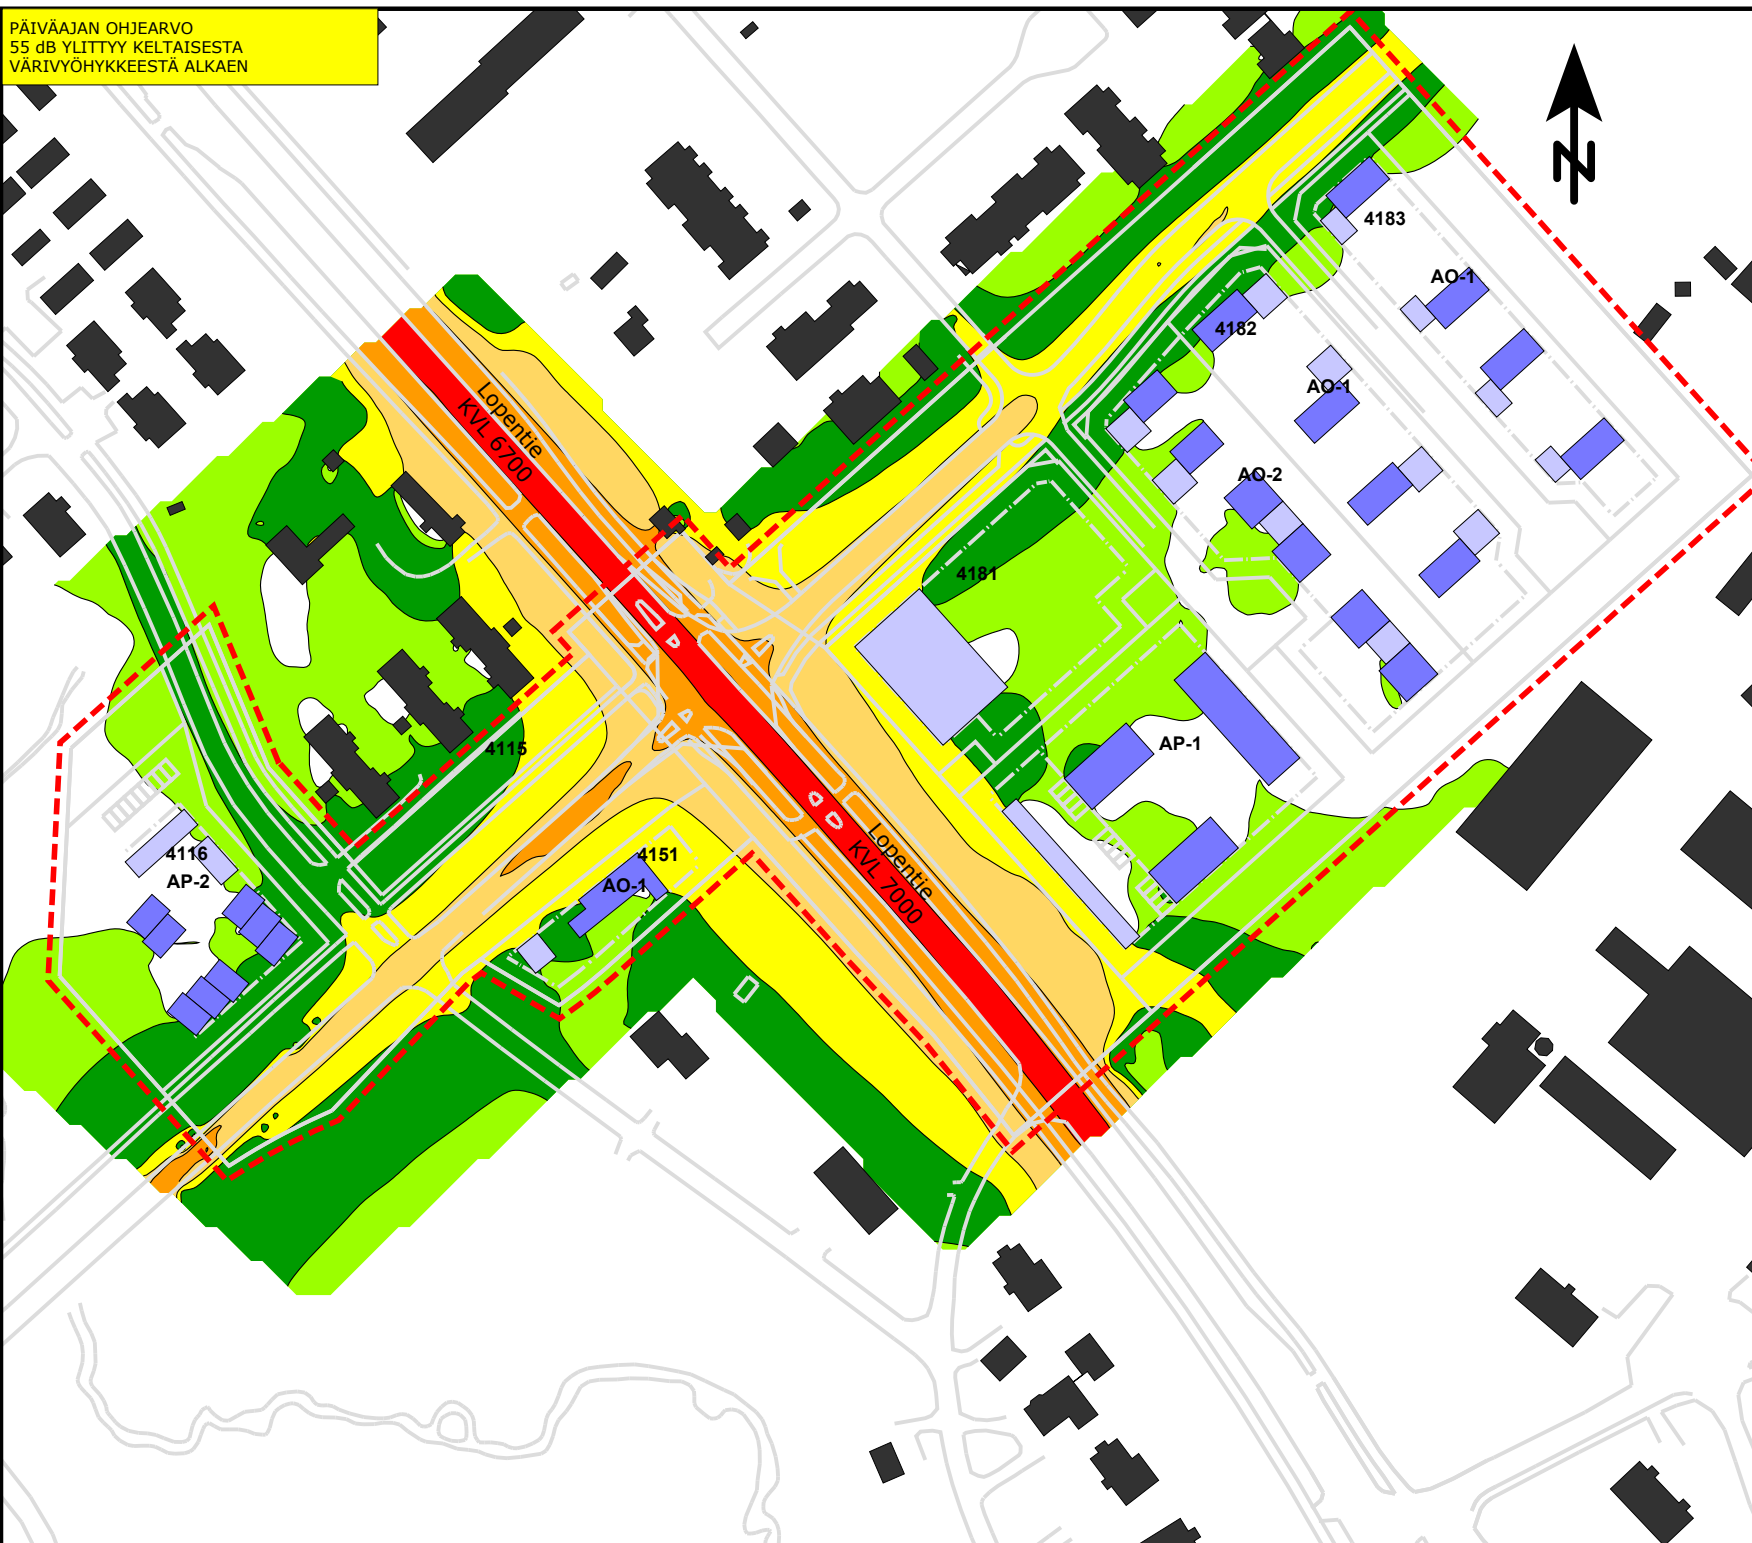 PÄIVÄAJAN OHJEARVO
55 dB YLITTYY KELTAISESTA
VÄRIVYÖHYKKEESTÄ ALKAEN
N
4183
AO-1
4182
AO-1
Lopentie
KVL 6700
AO-2
4181
4115
AP-1
4116
AP-2
4151
AO-1
Lopentie
KVL 7000